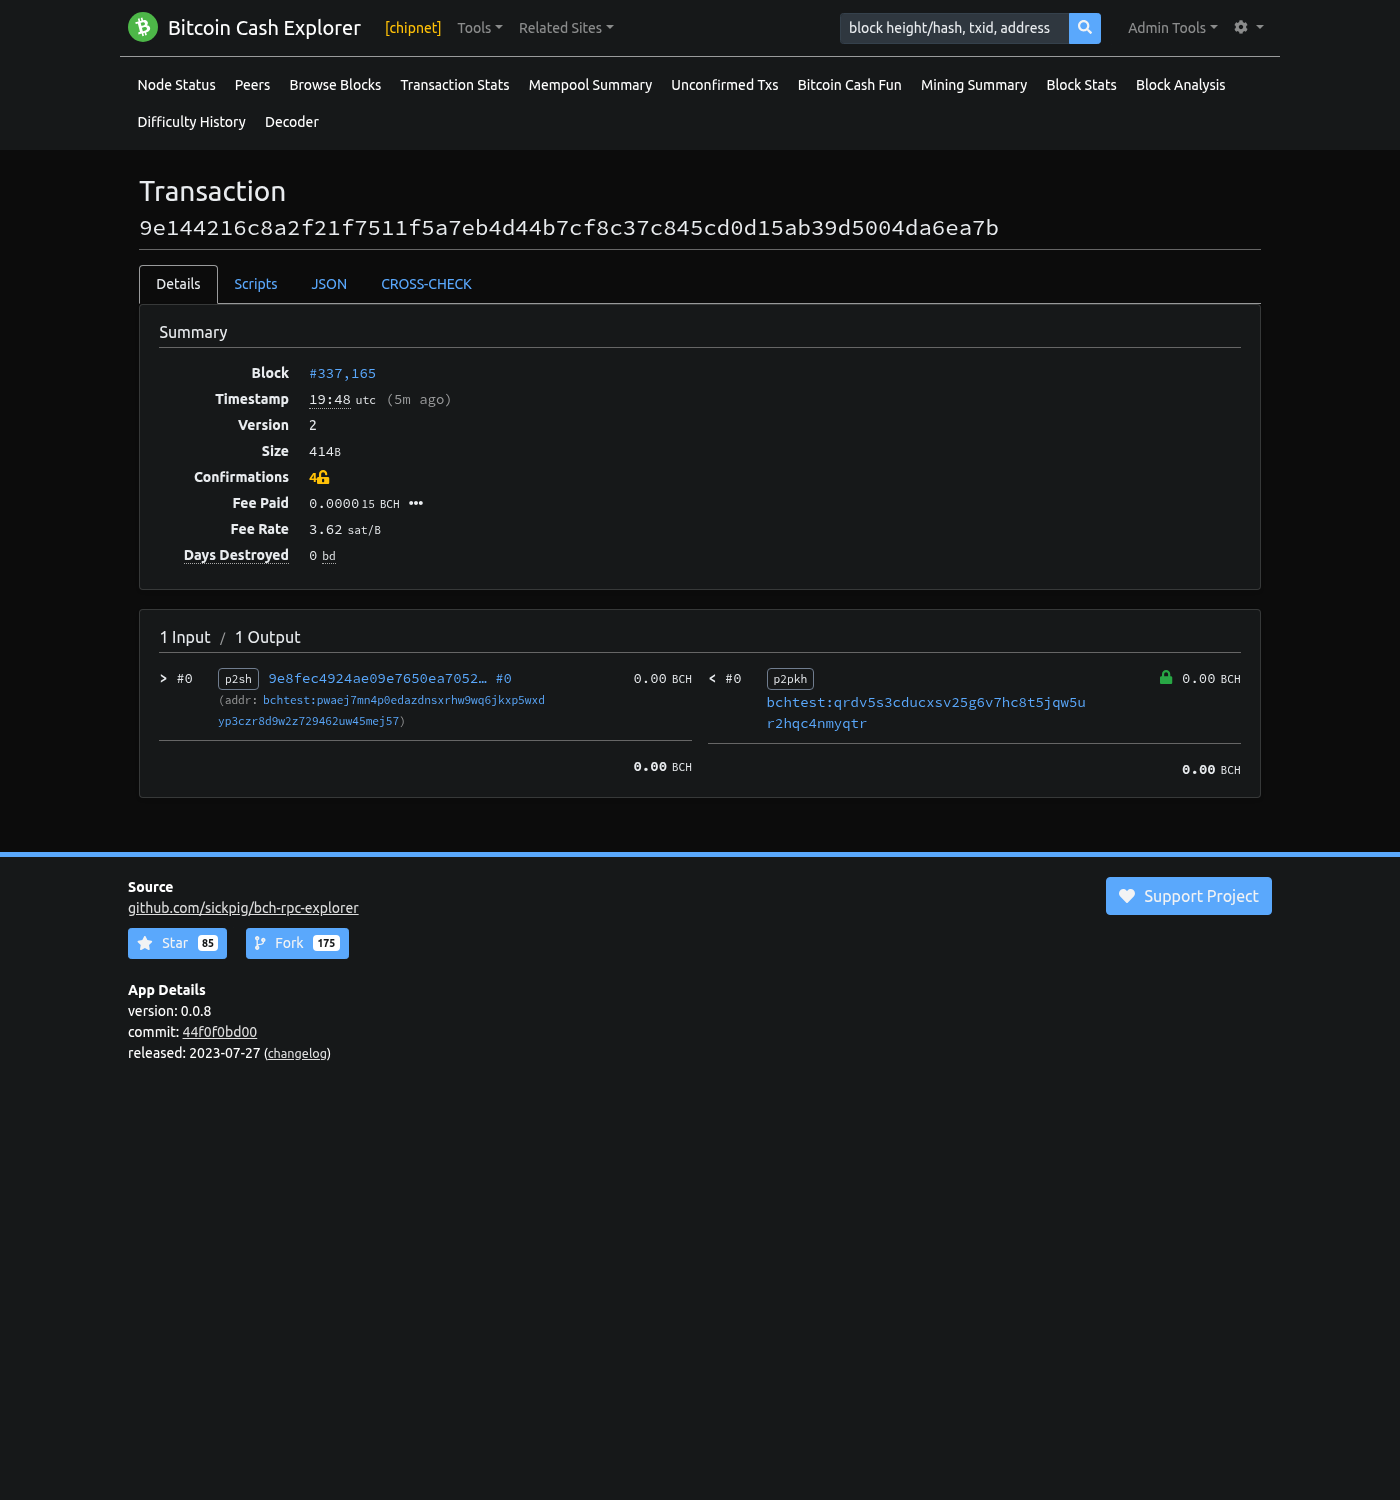 Bitcoin Cash Explorer [chipnet] Tools Related Sites block height/hash, txid, address Admin Tools
Node Status Peers Browse Blocks Transaction Stats Mempool Summary Unconfirmed Txs Bitcoin Cash Fun Mining Summary Block Stats Block Analysis
Difficulty History Decoder
Transaction
9e144216c8a2f21f7511f5a7eb4d44b7cf8c37c845cd0d15ab39d5004da6ea7b
Details Scripts JSON CROSS-CHECK
Summary
Block #337,165
Timestamp 19:48 utc (5m ago)
Version 2
Size 414B
Confirmations 4
Fee Paid 0.0000 15 BCH •••
Fee Rate 3.62 sat/B
Days Destroyed 0 bd
1 Input / 1 Output
> #0 p2sh 9e8fec4924ae09e7650ea7052… #0 0.00 BCH
(addr: bchtest:pwaej7mn4p0edazdnsxrhw9wq6jkxp5wxd
yp3czr8d9w2z729462uw45mej57)
0.00 BCH
< #0 p2pkh 0.00 BCH
bchtest:qrdv5s3cducxsv25g6v7hc8t5jqw5u
r2hqc4nmyqtr
0.00 BCH
Source
github.com/sickpig/bch-rpc-explorer
Star 85 Fork 175
Support Project
App Details
version: 0.0.8
commit: 44f0f0bd00
released: 2023-07-27 (changelog)